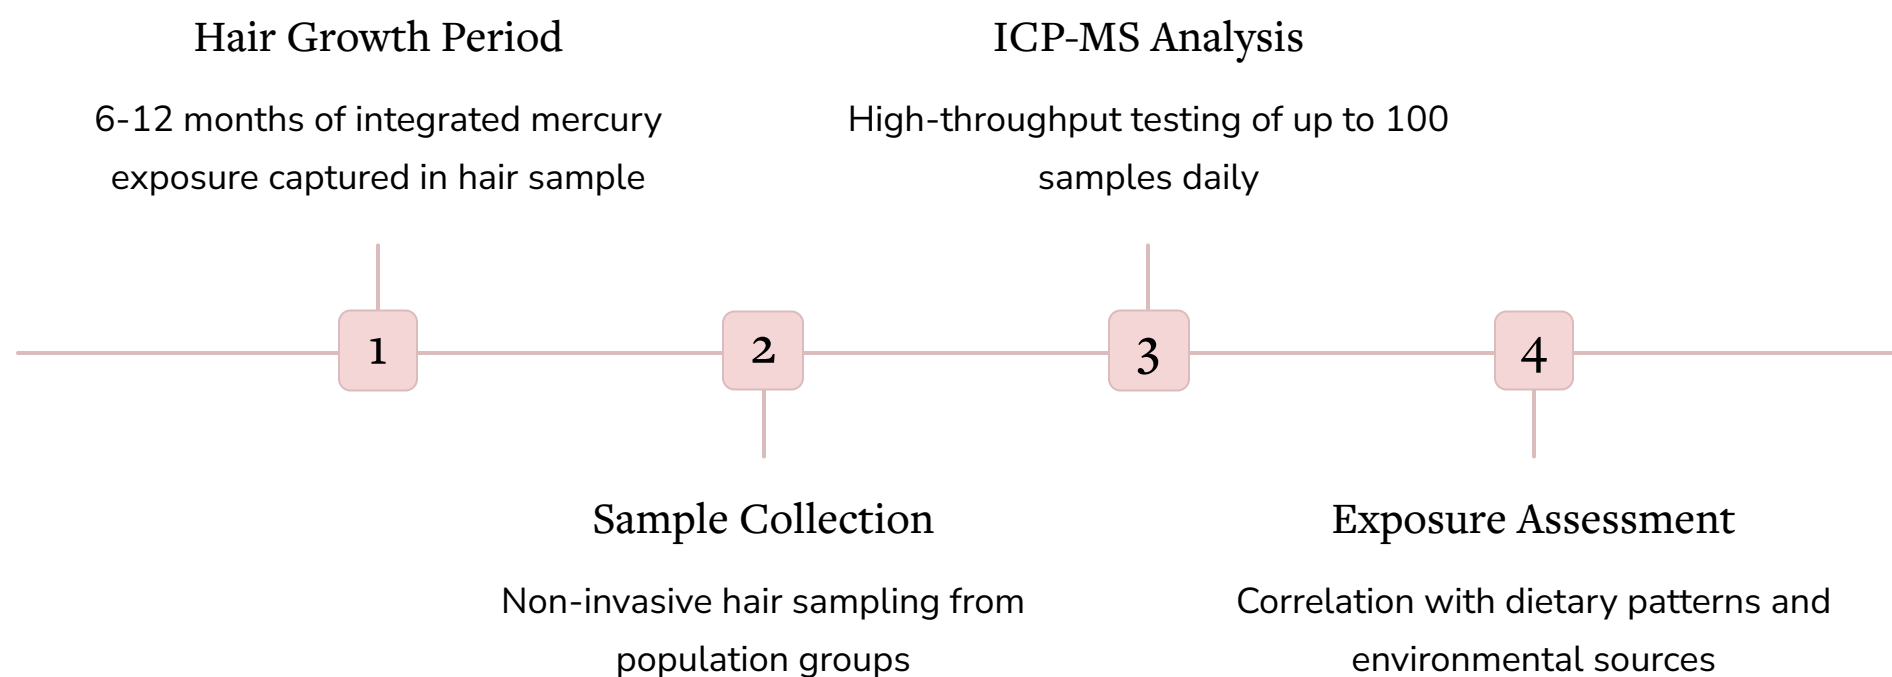 Hair Growth Period
6-12 months of integrated mercury
exposure captured in hair sample
ICP-MS Analysis
High-throughput testing of up to 100
samples daily
1
2
3
4
Sample Collection
Non-invasive hair sampling from
population groups
Exposure Assessment
Correlation with dietary patterns and
environmental sources